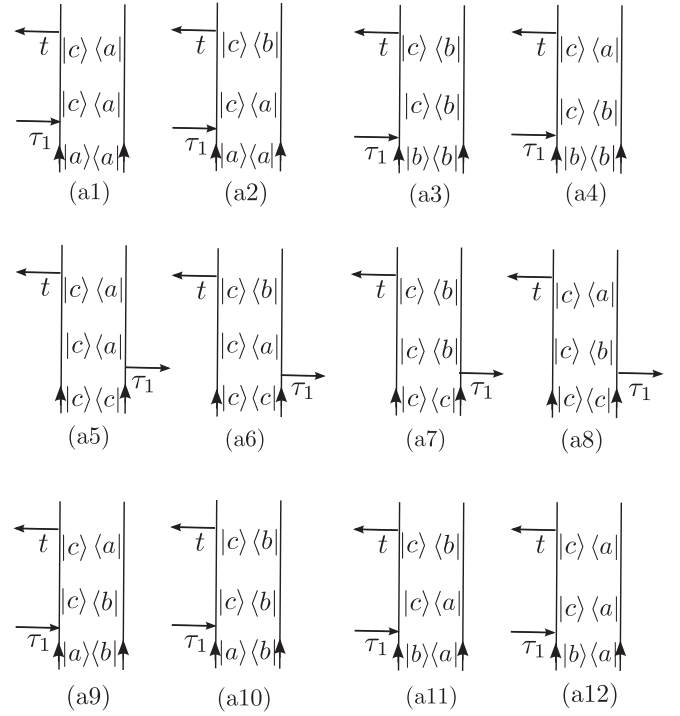 t |c⟩⟨a| t |c⟩⟨b| t |c⟩⟨b| t |c⟩⟨a|
|c⟩⟨a| |c⟩⟨a| |c⟩⟨b| |c⟩⟨b|
τ₁ |a⟩⟨a| τ₁ |a⟩⟨a| τ₁ |b⟩⟨b| τ₁ |b⟩⟨b|
(a1) (a2) (a3) (a4)
t |c⟩⟨a| t |c⟩⟨b| t |c⟩⟨b| t |c⟩⟨a|
|c⟩⟨a| |c⟩⟨a| |c⟩⟨b| |c⟩⟨b|
|c⟩⟨c| τ₁ |c⟩⟨c| τ₁ |c⟩⟨c| τ₁ |c⟩⟨c| τ₁
(a5) (a6) (a7) (a8)
t |c⟩⟨a| t |c⟩⟨b| t |c⟩⟨b| t |c⟩⟨a|
|c⟩⟨b| |c⟩⟨b| |c⟩⟨a| |c⟩⟨a|
τ₁ |a⟩⟨b| τ₁ |a⟩⟨b| τ₁ |b⟩⟨a| τ₁ |b⟩⟨a|
(a9) (a10) (a11) (a12)